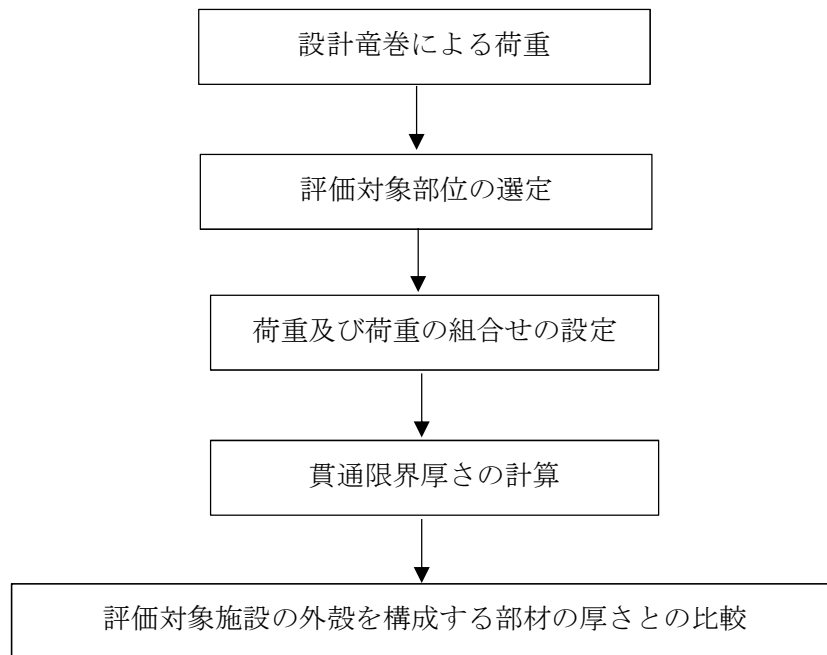 設計竜巻による荷重
評価対象部位の選定
荷重及び荷重の組合せの設定
貫通限界厚さの計算
評価対象施設の外殻を構成する部材の厚さとの比較